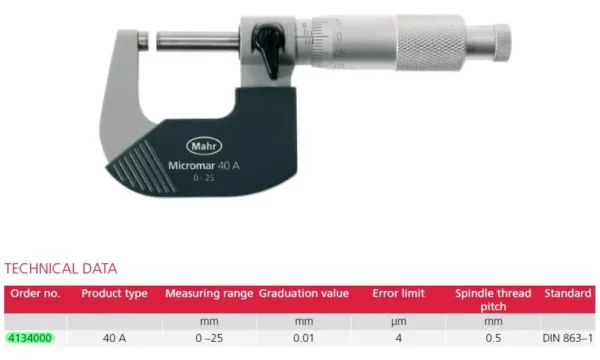 Mahr
Micromar 40 A
0 - 25
TECHNICAL DATA
Order no. Product type Measuring range Graduation value Error limit Spindle thread pitch Standard
mm mm µm mm
4134000 40 A 0 –25 0.01 4 0.5 DIN 863–1